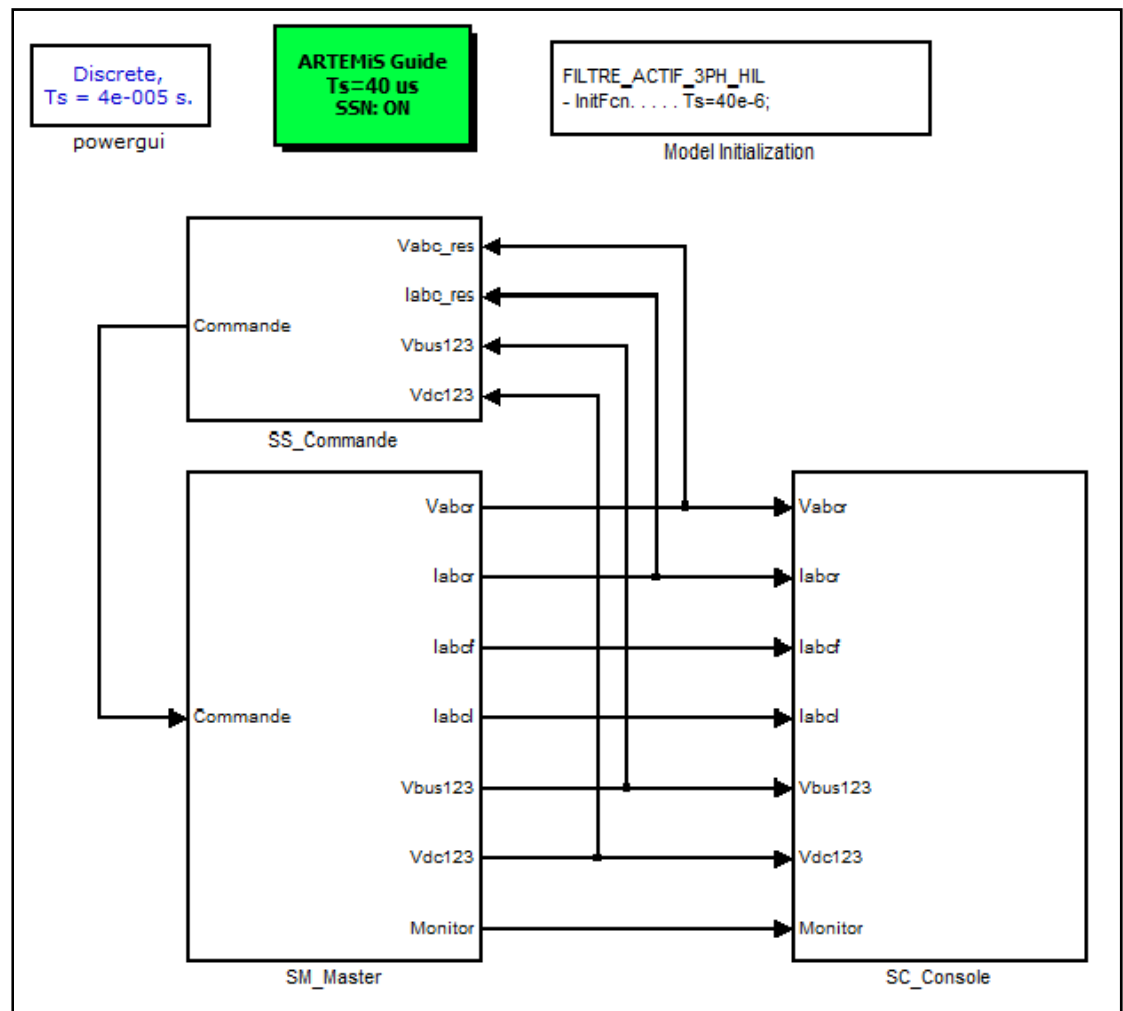 Discrete,
Ts = 4e-005 s.
powergui
ARTEMiS Guide
Ts=40 us
SSN: ON
FILTRE_ACTIF_3PH_HIL
- InitFcn. . . . . Ts=40e-6;
Model Initialization
Vabc_res
Iabc_res
Commande
Vbus123
Vdc123
SS_Commande
Vabcr
Iabcr
Iabcf
Commande
Iabcl
Vbus123
Vdc123
Monitor
SM_Master
Vabcr
Iabcr
Iabcf
Iabcl
Vbus123
Vdc123
Monitor
SC_Console